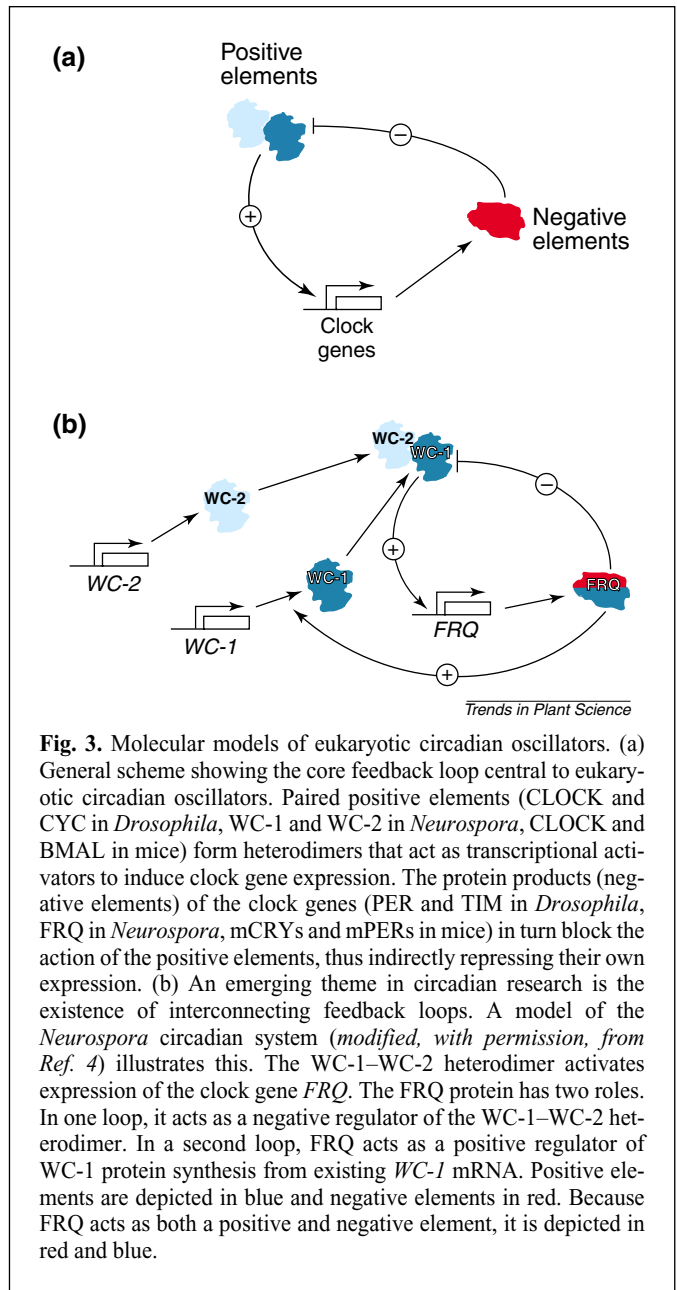 (a)
Positive
elements
−
+
Negative
elements
Clock
genes
(b)
WC-2
WC-1
WC-2
−
+
WC-1
FRQ
WC-2
FRQ
WC-1
+
Trends in Plant Science
Fig. 3. Molecular models of eukaryotic circadian oscillators. (a)
General scheme showing the core feedback loop central to eukary-
otic circadian oscillators. Paired positive elements (CLOCK and
CYC in Drosophila, WC-1 and WC-2 in Neurospora, CLOCK and
BMAL in mice) form heterodimers that act as transcriptional acti-
vators to induce clock gene expression. The protein products (neg-
ative elements) of the clock genes (PER and TIM in Drosophila,
FRQ in Neurospora, mCRYs and mPERs in mice) in turn block the
action of the positive elements, thus indirectly repressing their own
expression. (b) An emerging theme in circadian research is the
existence of interconnecting feedback loops. A model of the
Neurospora circadian system (modified, with permission, from
Ref. 4) illustrates this. The WC-1–WC-2 heterodimer activates
expression of the clock gene FRQ. The FRQ protein has two roles.
In one loop, it acts as a negative regulator of the WC-1–WC-2 het-
erodimer. In a second loop, FRQ acts as a positive regulator of
WC-1 protein synthesis from existing WC-1 mRNA. Positive ele-
ments are depicted in blue and negative elements in red. Because
FRQ acts as both a positive and negative element, it is depicted in
red and blue.